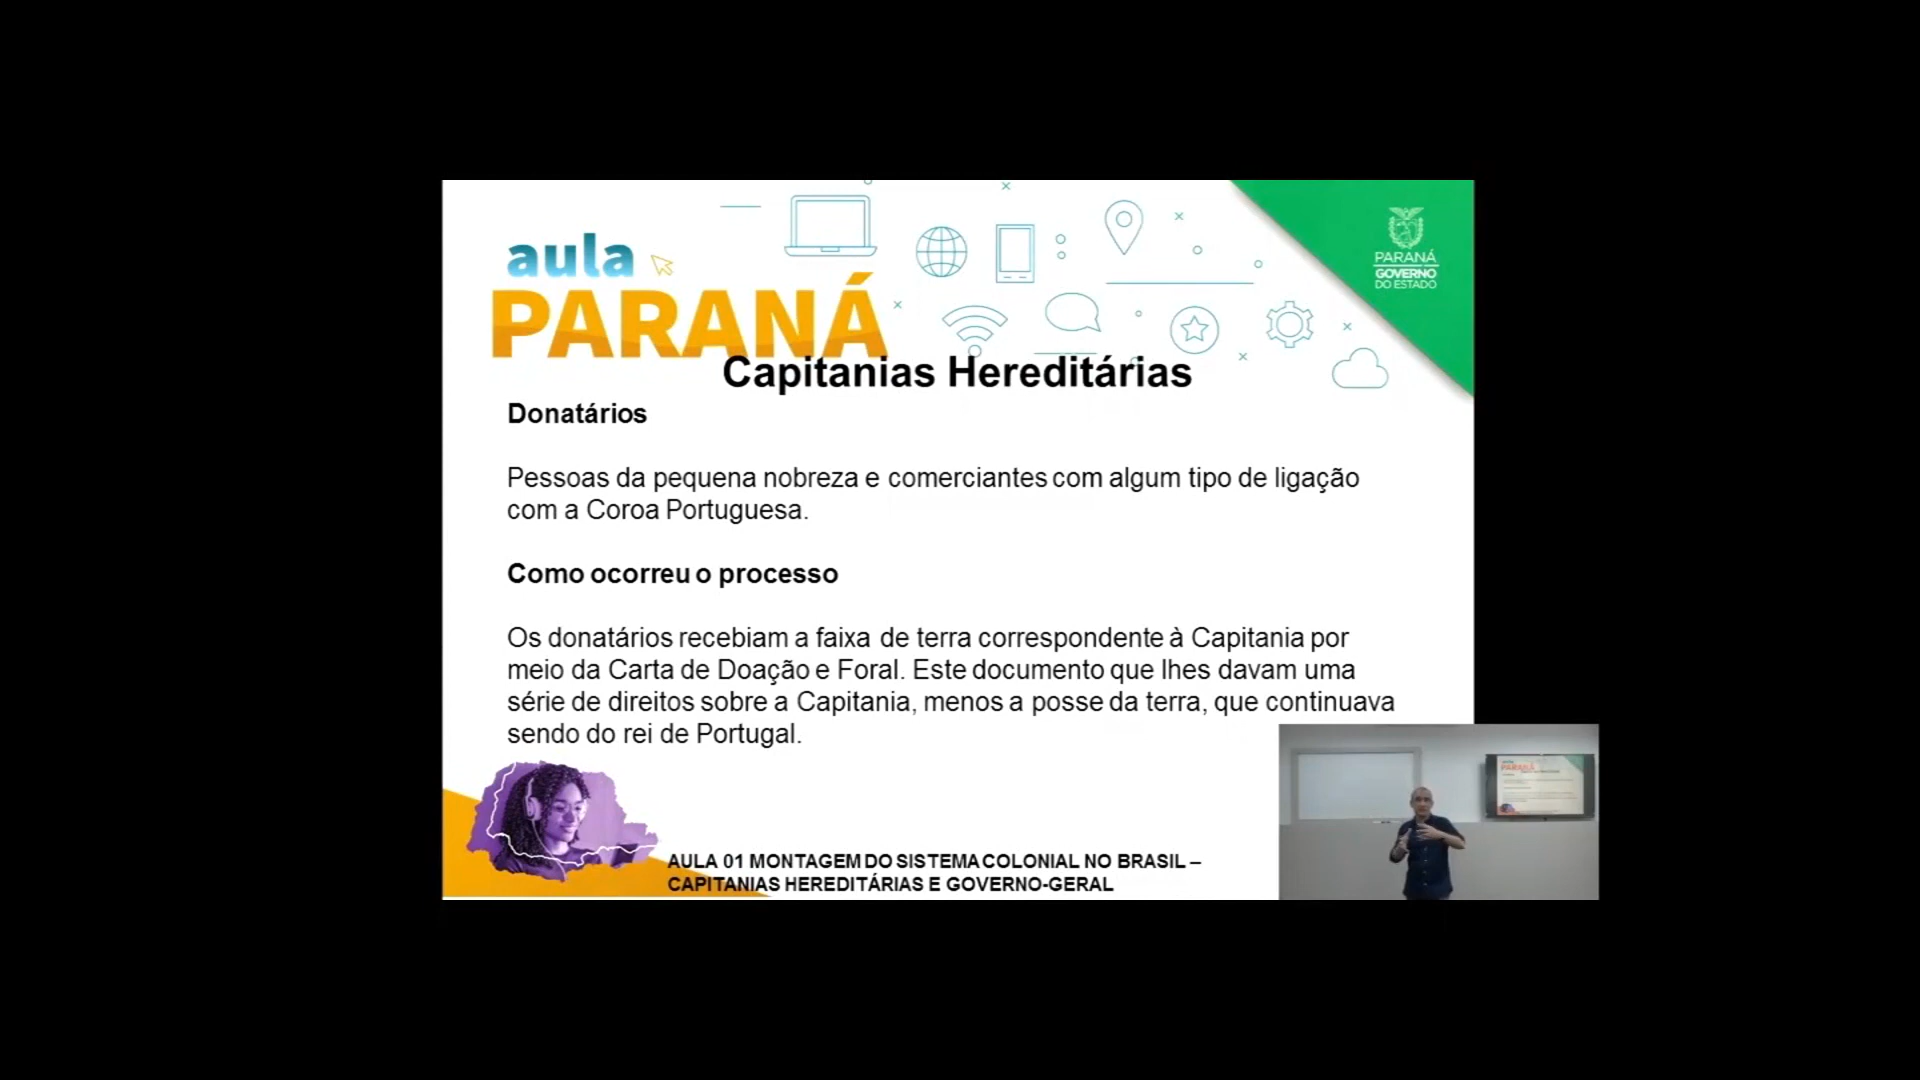 aula
PARANÁ
PARANÁ
GOVERNO
DO ESTADO
Capitanias Hereditárias
Donatários
Pessoas da pequena nobreza e comerciantes com algum tipo de ligação
com a Coroa Portuguesa.
Como ocorreu o processo
Os donatários recebiam a faixa de terra correspondente à Capitania por
meio da Carta de Doação e Foral. Este documento que lhes davam uma
série de direitos sobre a Capitania, menos a posse da terra, que continuava
sendo do rei de Portugal.
AULA 01 MONTAGEM DO SISTEMA COLONIAL NO BRASIL –
CAPITANIAS HEREDITÁRIAS E GOVERNO-GERAL
aula
PARANÁ